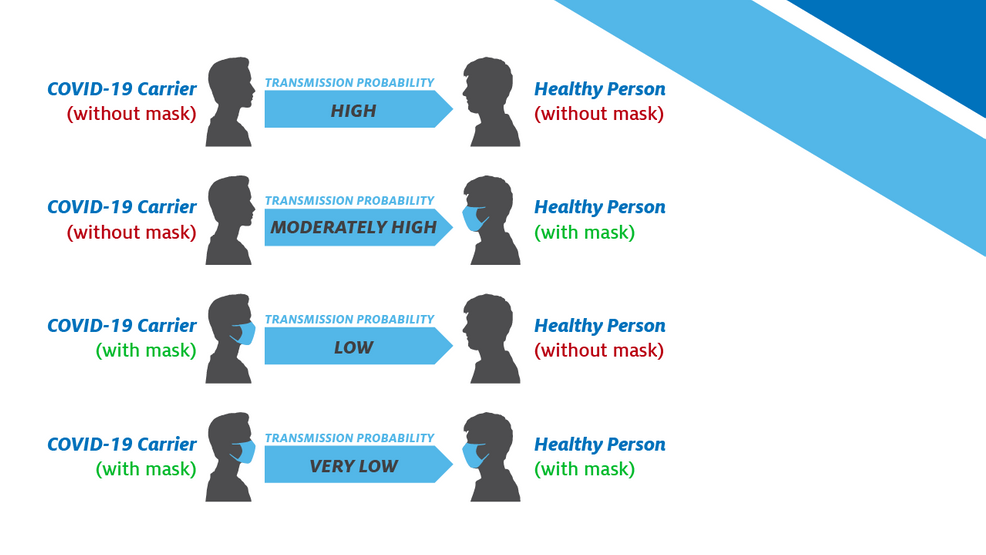 COVID-19 Carrier
(without mask)
TRANSMISSION PROBABILITY
HIGH
Healthy Person
(without mask)
COVID-19 Carrier
(without mask)
TRANSMISSION PROBABILITY
MODERATELY HIGH
Healthy Person
(with mask)
COVID-19 Carrier
(with mask)
TRANSMISSION PROBABILITY
LOW
Healthy Person
(without mask)
COVID-19 Carrier
(with mask)
TRANSMISSION PROBABILITY
VERY LOW
Healthy Person
(with mask)